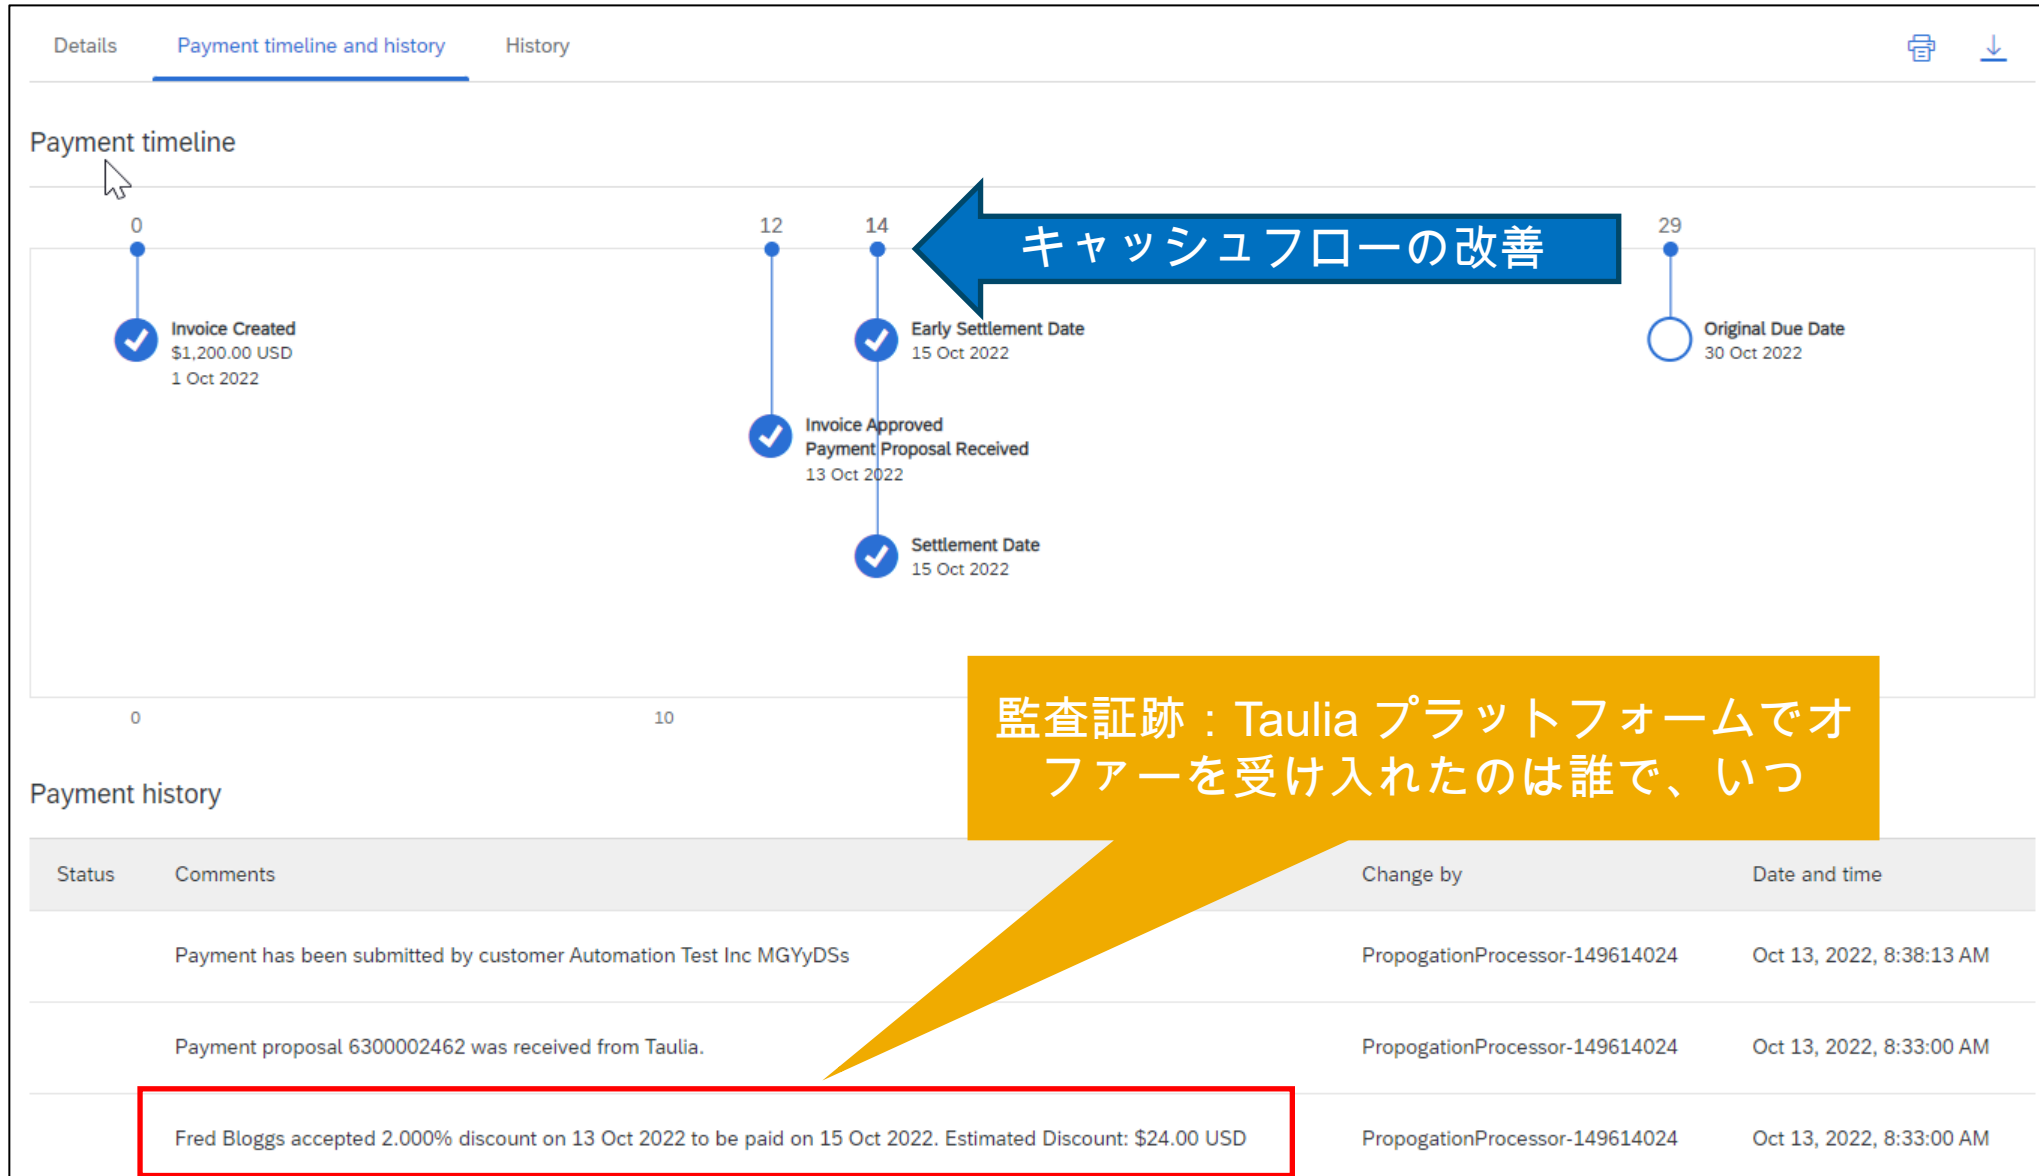 Details
Payment timeline and history
History
Payment timeline
0
12
14
29
キャッシュフローの改善
Invoice Created
$1,200.00 USD
1 Oct 2022
Early Settlement Date
15 Oct 2022
Original Due Date
30 Oct 2022
Invoice Approved
Payment Proposal Received
13 Oct 2022
Settlement Date
15 Oct 2022
0
10
監査証跡：Taulia プラットフォームでオ
ファーを受け入れたのは誰で、いつ
Payment history
Status
Comments
Change by
Date and time
Payment has been submitted by customer Automation Test Inc MGYyDSs
PropogationProcessor-149614024
Oct 13, 2022, 8:38:13 AM
Payment proposal 6300002462 was received from Taulia.
PropogationProcessor-149614024
Oct 13, 2022, 8:33:00 AM
Fred Bloggs accepted 2.000% discount on 13 Oct 2022 to be paid on 15 Oct 2022. Estimated Discount: $24.00 USD
PropogationProcessor-149614024
Oct 13, 2022, 8:33:00 AM